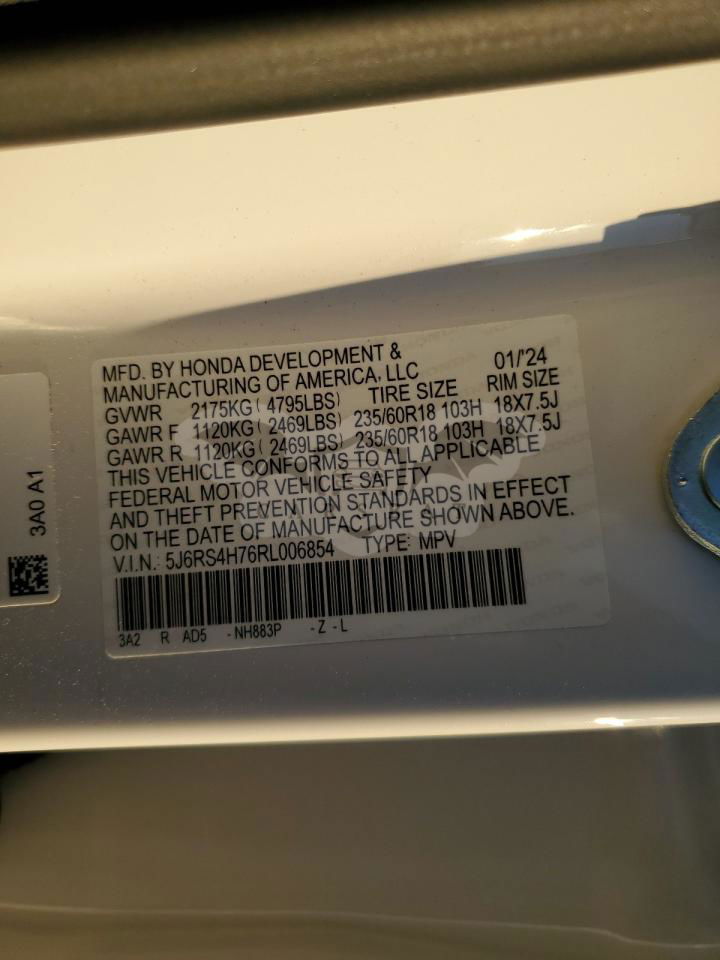 MFD. BY HONDA DEVELOPMENT & 01/'24
MANUFACTURING OF AMERICA, LLC
TIRE SIZE RIM SIZE
GVWR 2175KG ( 4795LBS)
GAWR F 1120KG ( 2469LBS) 235/60R18 103H 18X7.5J
GAWR R 1120KG ( 2469LBS) 235/60R18 103H 18X7.5J
THIS VEHICLE CONFORMS TO ALL APPLICABLE
FEDERAL MOTOR VEHICLE SAFETY
AND THEFT PREVENTION STANDARDS IN EFFECT
ON THE DATE OF MANUFACTURE SHOWN ABOVE.
V.I.N.: 5J6RS4H76RL006854 TYPE: MPV
3A2 R AD5 -NH883P -Z-L
3A0 A1